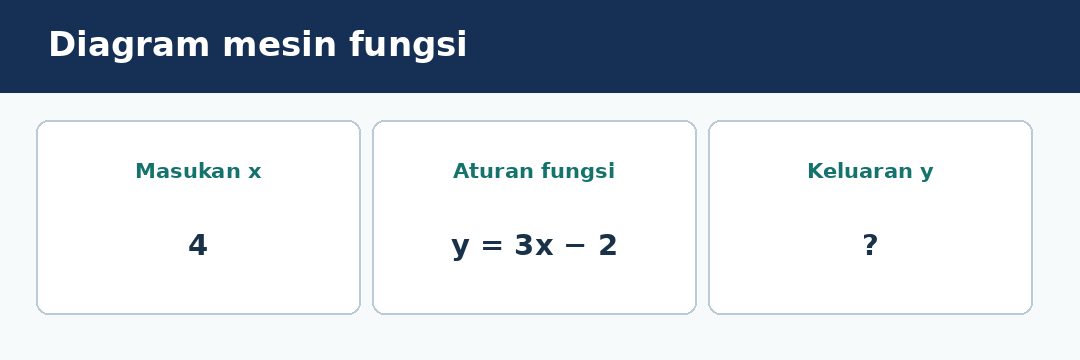 Diagram mesin fungsi
Masukan x
4
Aturan fungsi
y = 3x − 2
Keluaran y
?